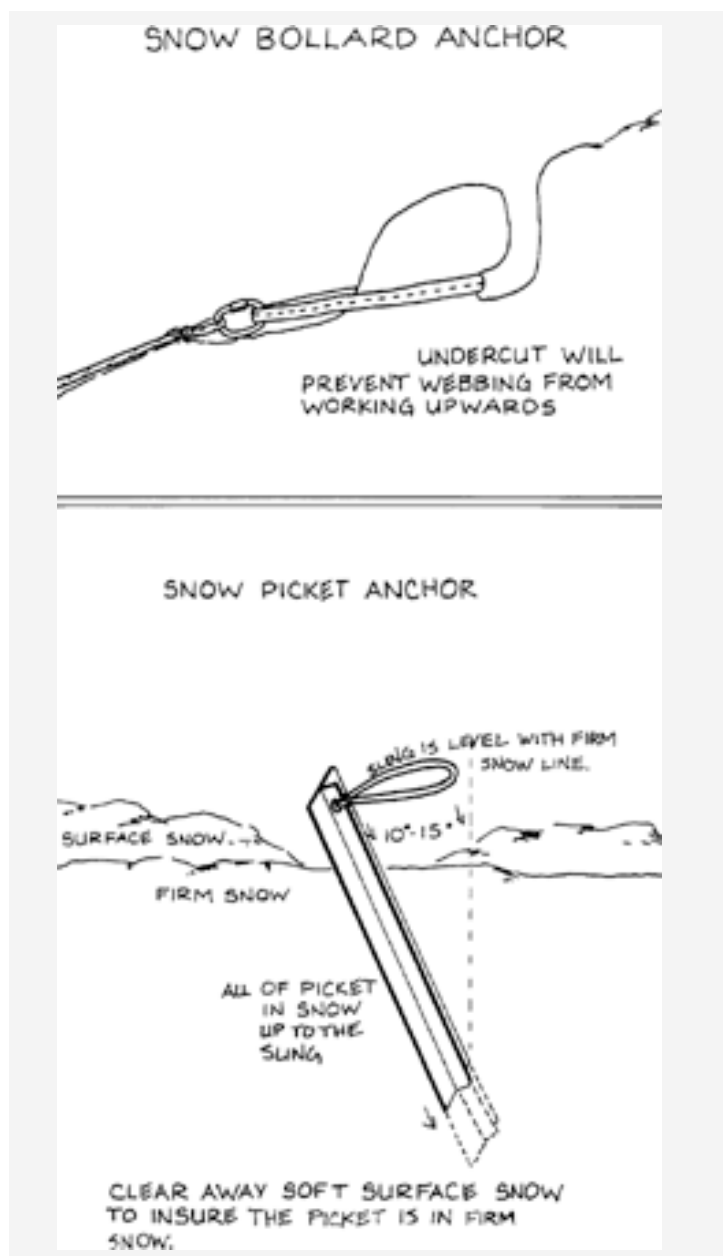 SNOW BOLLARD ANCHOR
UNDERCUT WILL
PREVENT WEBBING FROM
WORKING UPWARDS
SNOW PICKET ANCHOR
SLING IS LEVEL WITH FIRM
SNOW LINE.
10°-15°
SURFACE SNOW
FIRM SNOW
ALL OF PICKET
IN SNOW
UP TO THE
SLING
CLEAR AWAY SOFT SURFACE SNOW
TO INSURE THE PICKET IS IN FIRM
SNOW.